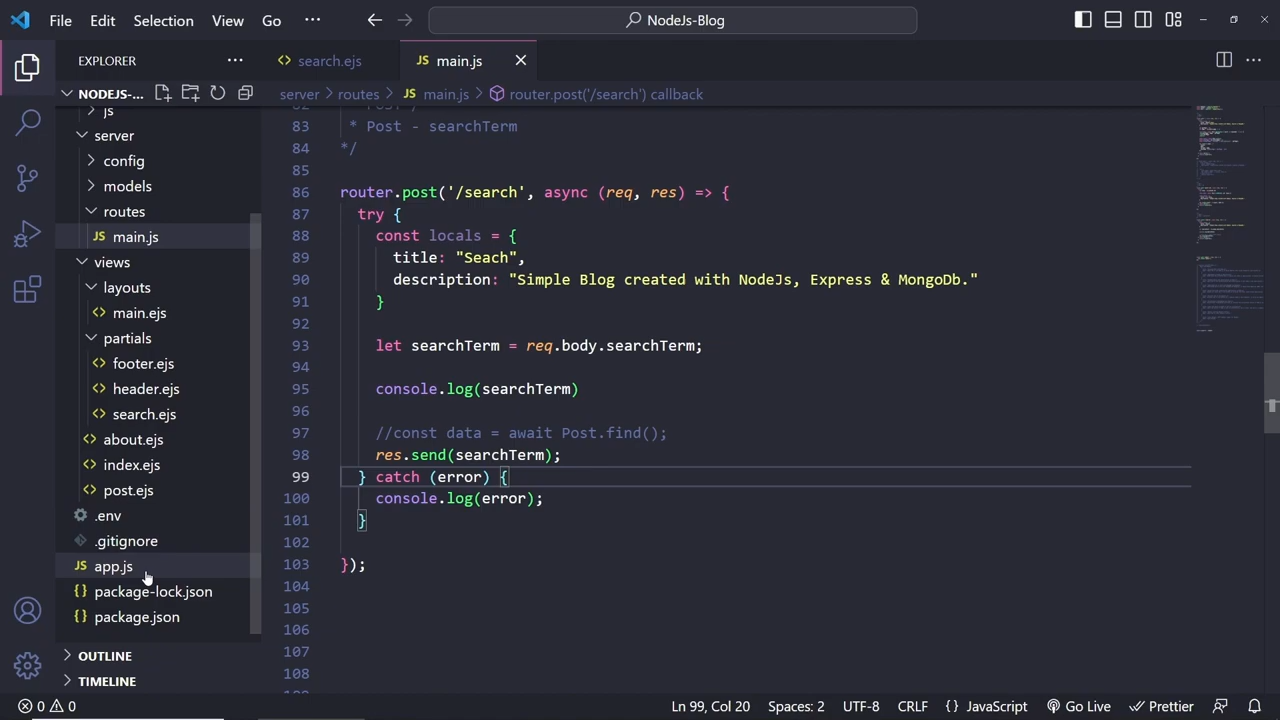 File Edit Selection View Go ··· NodeJs-Blog
EXPLORER ···
<> search.ejs
JS main.js
NODEJS-...
server > routes > JS main.js > router.post('/search') callback
js
server
config
models
routes
JS main.js
views
layouts
<> main.ejs
partials
<> footer.ejs
<> header.ejs
<> search.ejs
<> about.ejs
<> index.ejs
<> post.ejs
.env
.gitignore
JS app.js
{} package-lock.json
{} package.json
OUTLINE
TIMELINE
83 * Post - searchTerm
84 */
85
86 router.post('/search', async (req, res) => {
87 try {
88 const locals = {
89 title: "Seach",
90 description: "Simple Blog created with NodeJs, Express & MongoDb."
91 }
92
93 let searchTerm = req.body.searchTerm;
94
95 console.log(searchTerm)
96
97 //const data = await Post.find();
98 res.send(searchTerm);
99 } catch (error) {
100 console.log(error);
101 }
102
103 });
104
105
106
107
108
0 0 Ln 99, Col 20 Spaces: 2 UTF-8 CRLF {} JavaScript Go Live Prettier